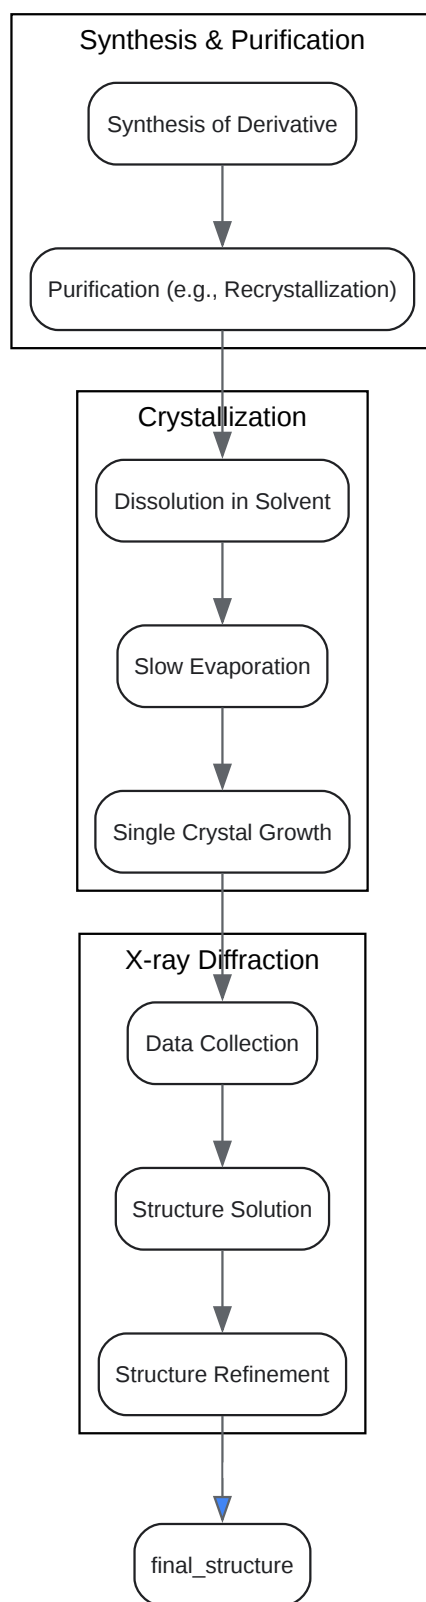 Synthesis & Purification
Synthesis of Derivative
Purification (e.g., Recrystallization)
Crystallization
Dissolution in Solvent
Slow Evaporation
Single Crystal Growth
X-ray Diffraction
Data Collection
Structure Solution
Structure Refinement
final_structure